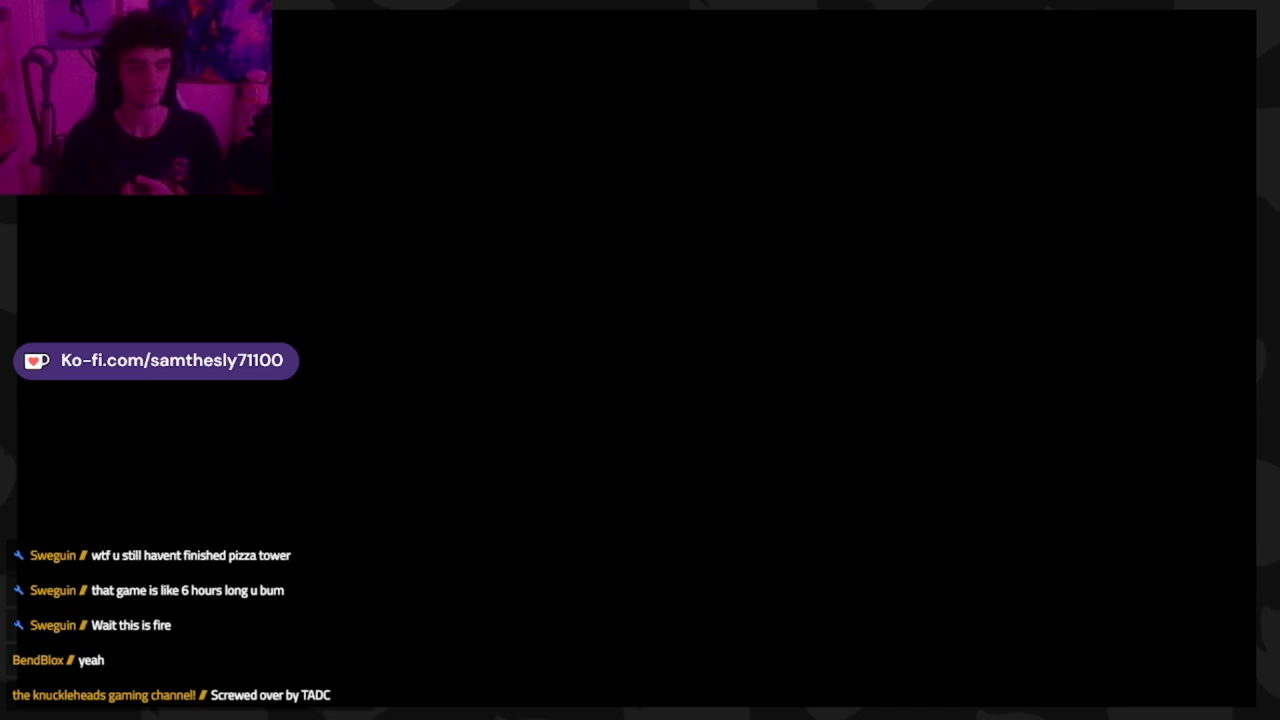 Ko-fi.com/samthesly71100
Sweguin // wtf u still havent finished pizza tower
Sweguin // that game is like 6 hours long u bum
Sweguin // Wait this is fire
BendBlox // yeah
the knuckleheads gaming channel! // Screwed over by TADC